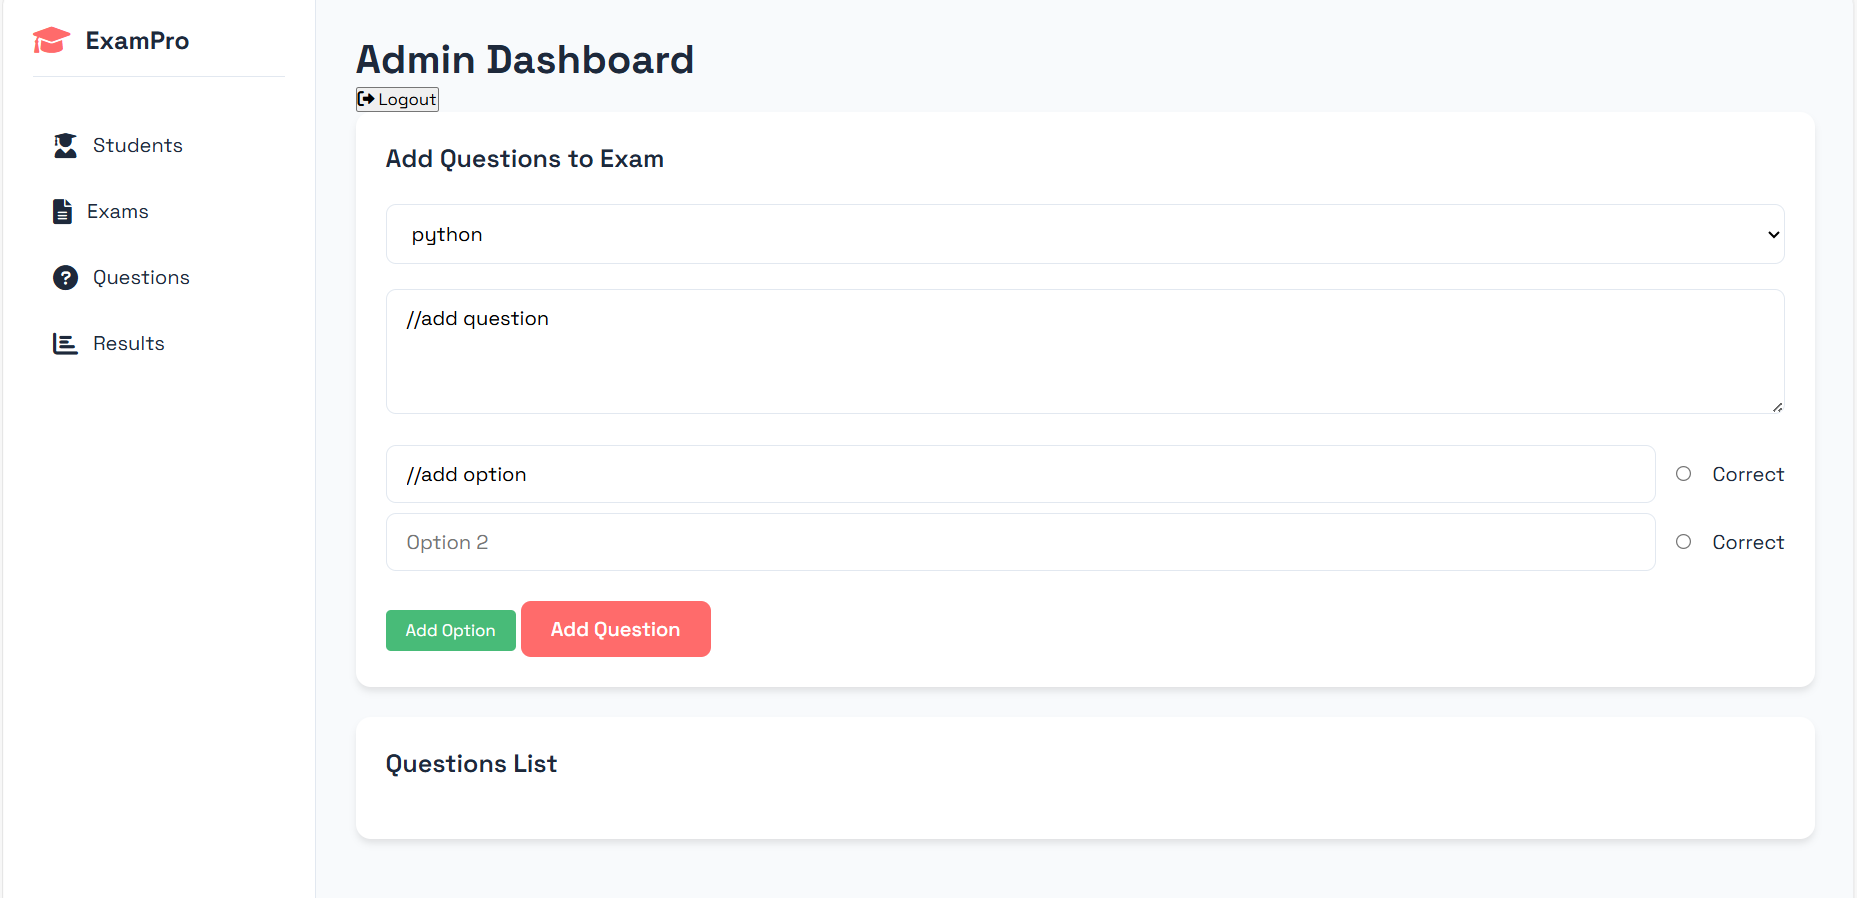 ExamPro
Students
Exams
Questions
Results
Admin Dashboard
Logout
Add Questions to Exam
python
//add question
//add option
Correct
Option 2
Correct
Add Option
Add Question
Questions List